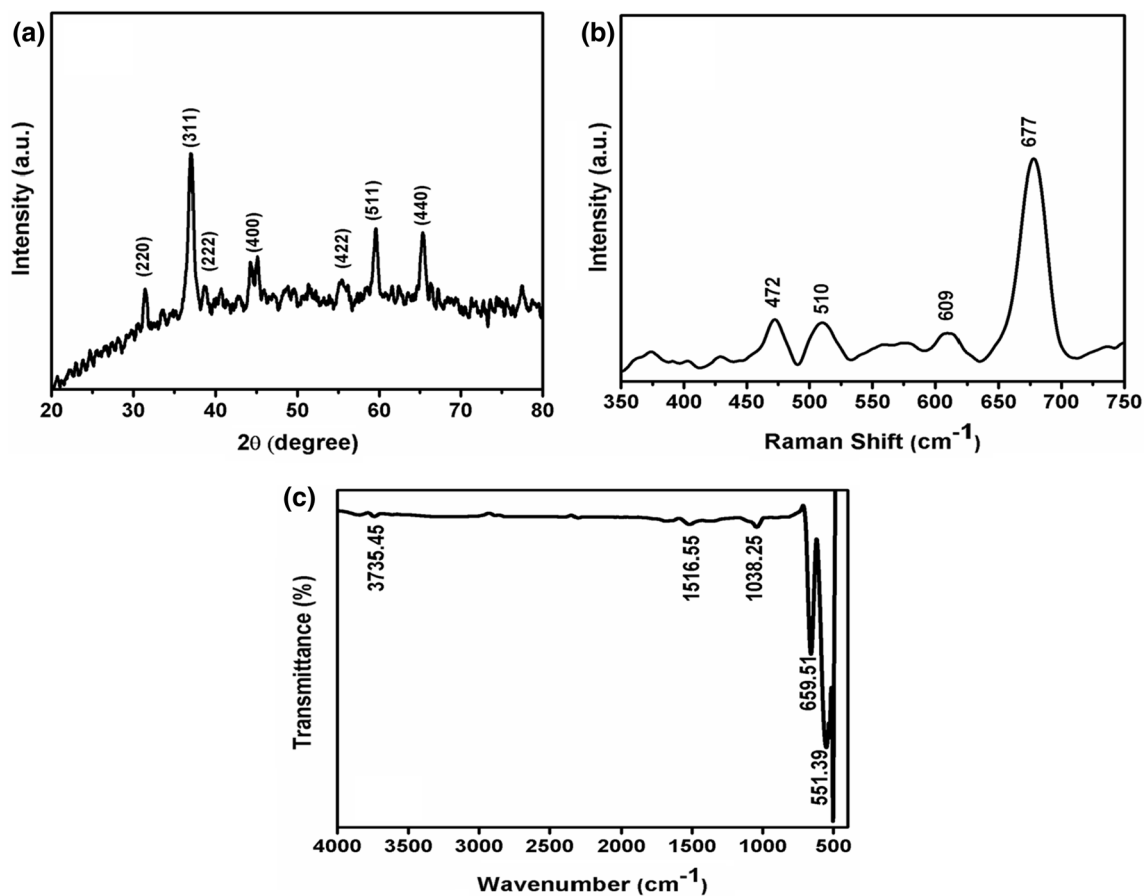 (a)
Intensity (a.u.)
(220)
(311)
(222)
(400)
(422)
(511)
(440)
20 30 40 50 60 70 80
2θ (degree)
(b)
Intensity (a.u.)
472
510
609
677
350 400 450 500 550 600 650 700 750
Raman Shift (cm⁻¹)
(c)
Transmittance (%)
3735.45
1516.55
1038.25
659.51
551.39
4000 3500 3000 2500 2000 1500 1000 500
Wavenumber (cm⁻¹)